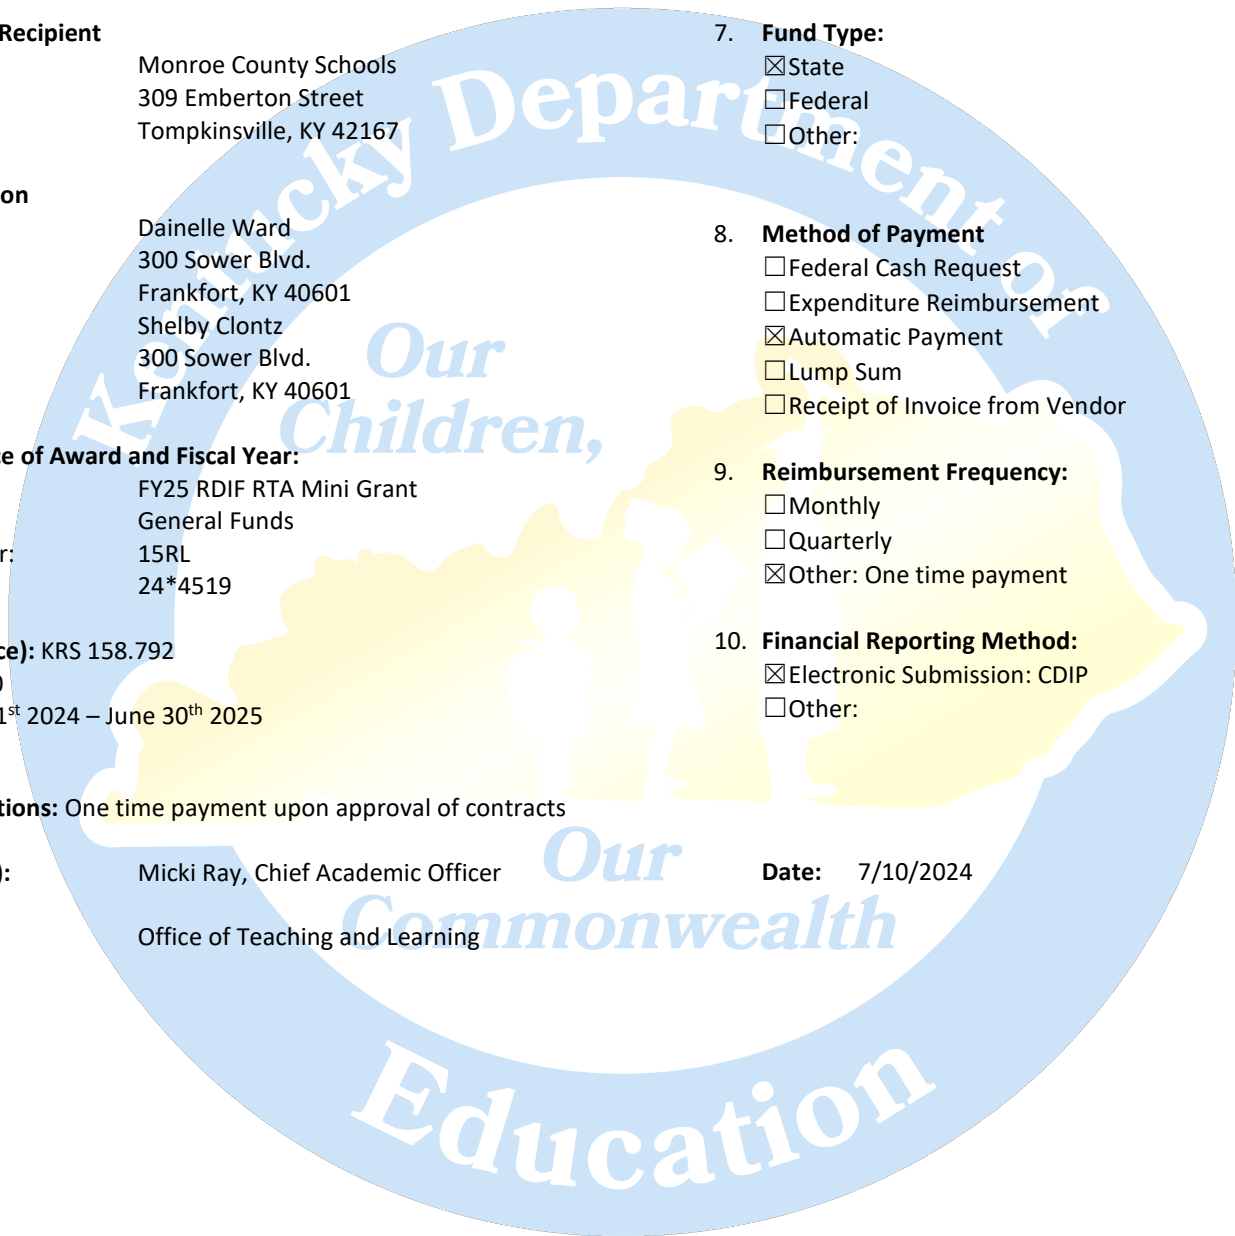 Recipient
Monroe County Schools
309 Emberton Street
Tompkinsville, KY 42167
on
Dainelle Ward
300 Sower Blvd.
Frankfort, KY 40601
Shelby Clontz
300 Sower Blvd.
Frankfort, KY 40601
ce of Award and Fiscal Year:
FY25 RDIF RTA Mini Grant
General Funds
r: 15RL
24*4519
ce): KRS 158.792
1st 2024 – June 30th 2025
tions: One time payment upon approval of contracts
): Micki Ray, Chief Academic Officer
Office of Teaching and Learning
7. Fund Type:
☒State
☐Federal
☐Other:
8. Method of Payment
☐Federal Cash Request
☐Expenditure Reimbursement
☒Automatic Payment
☐Lump Sum
☐Receipt of Invoice from Vendor
9. Reimbursement Frequency:
☐Monthly
☐Quarterly
☒Other: One time payment
10. Financial Reporting Method:
☒Electronic Submission: CDIP
☐Other:
Date: 7/10/2024
Kentucky Department of
Education
Our
Children,
Our
Commonwealth